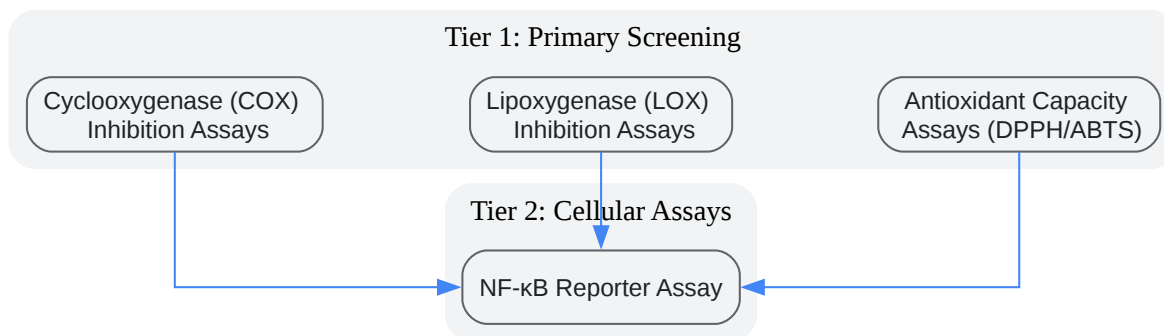 Tier 1: Primary Screening
Cyclooxygenase (COX)
Inhibition Assays
Lipoxygenase (LOX)
Inhibition Assays
Antioxidant Capacity
Assays (DPPH/ABTS)
Tier 2: Cellular Assays
NF-κB Reporter Assay